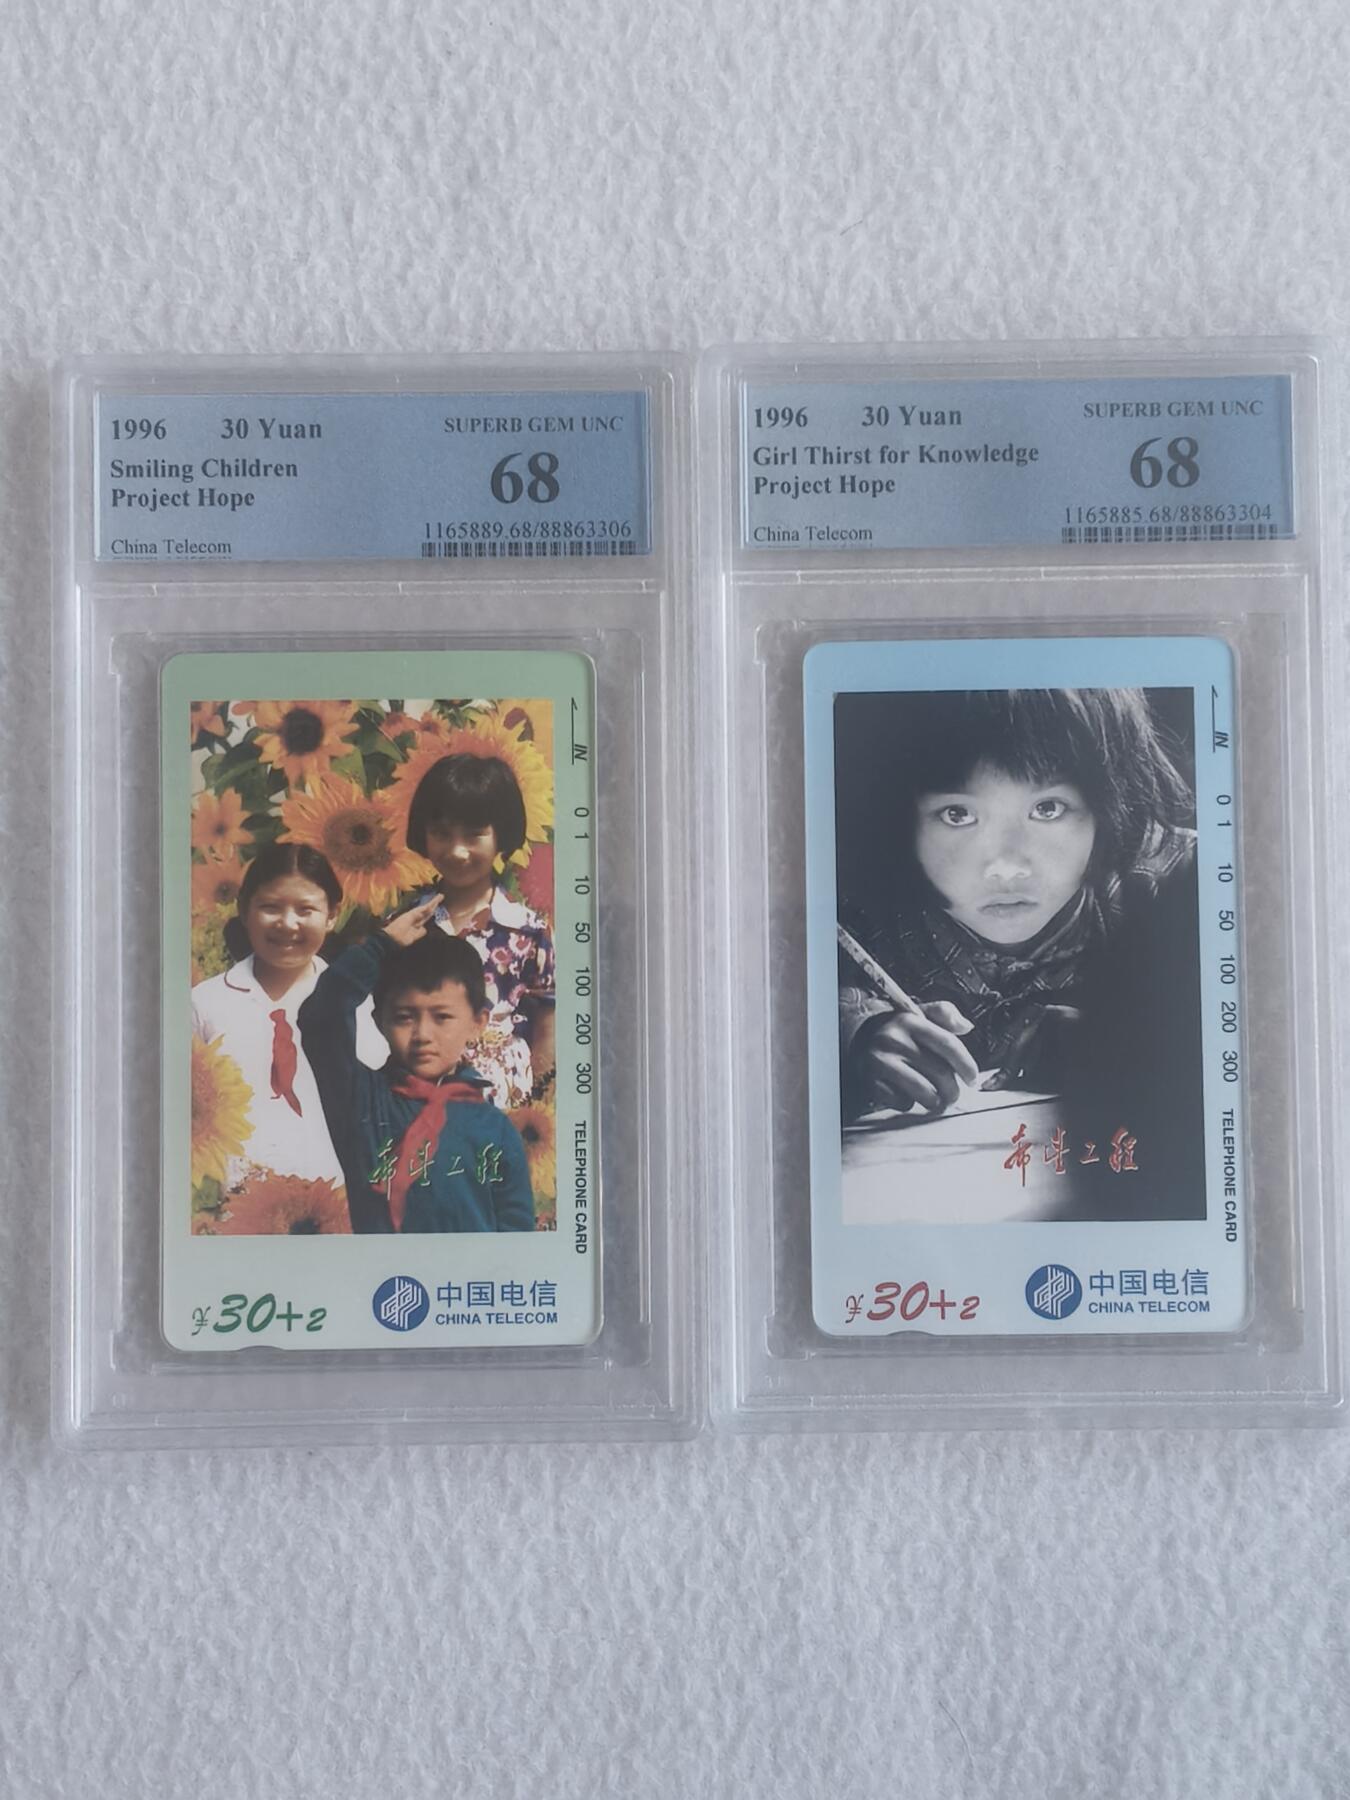 1996 30 Yuan SUPERB GEM UNC
Smiling Children 68
Project Hope
1165889.68/88863306
China Telecom
IN 0 1 10 50 100 200 300 TELEPHONE CARD
希望工程
¥30+2
中国电信
CHINA TELECOM
1996 30 Yuan SUPERB GEM UNC
Girl Thirst for Knowledge 68
Project Hope
1165885.68/88863304
China Telecom
IN 0 1 10 50 100 200 300 TELEPHONE CARD
希望工程
¥30+2
中国电信
CHINA TELECOM